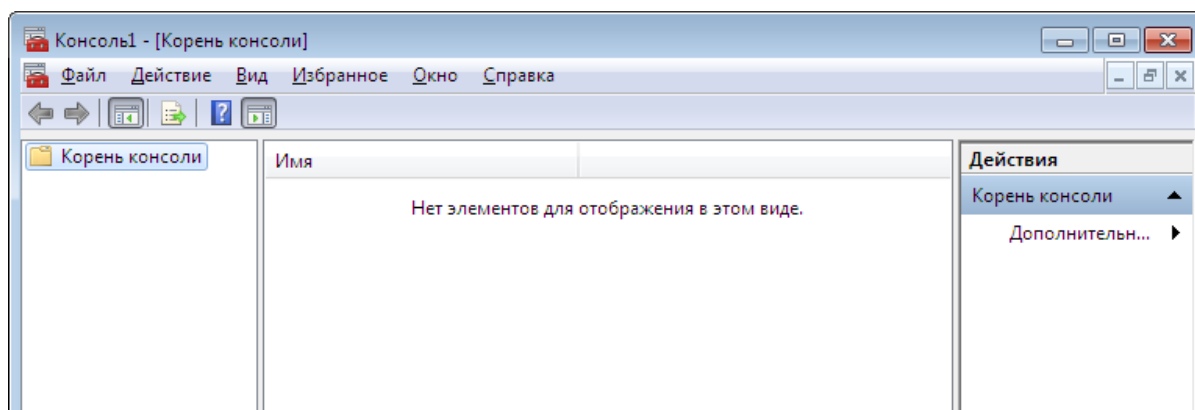 Консоль1 - [Корень консоли]
Файл Действие Вид Избранное Окно Справка
Корень консоли
Имя
Нет элементов для отображения в этом виде.
Действия
Корень консоли
Дополнительн...